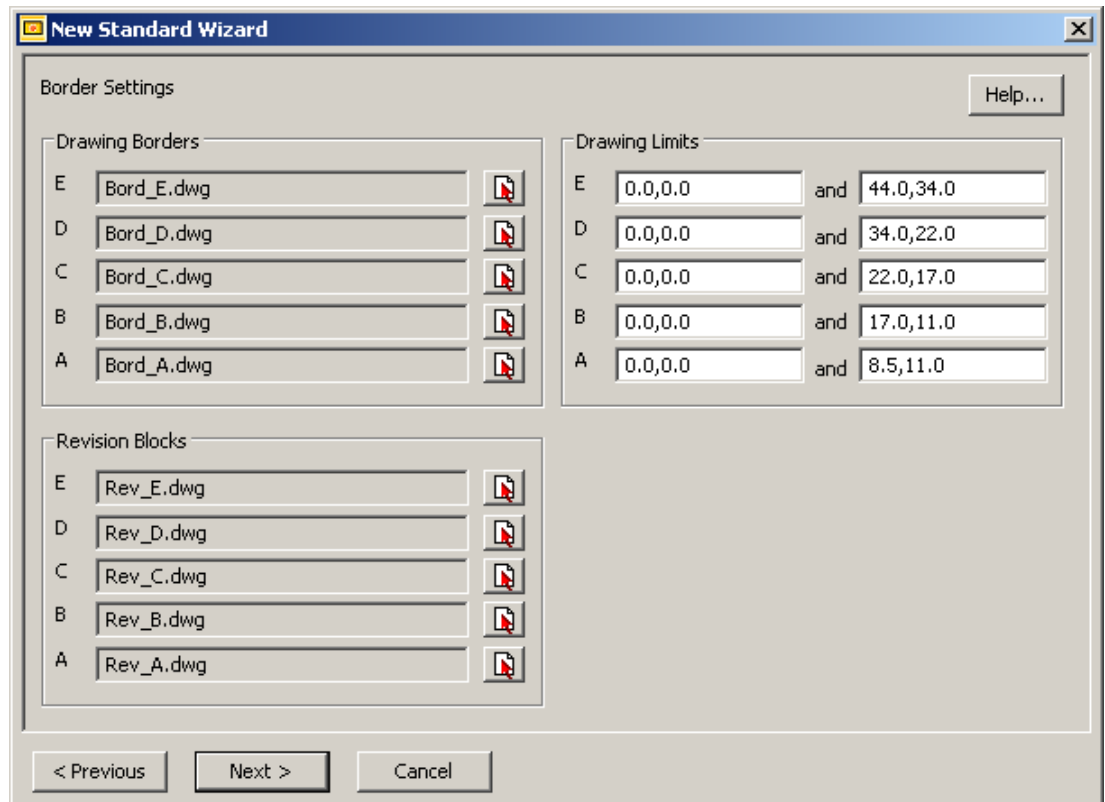 New Standard Wizard
Border Settings
Help...
Drawing Borders
E Bord_E.dwg
D Bord_D.dwg
C Bord_C.dwg
B Bord_B.dwg
A Bord_A.dwg
Drawing Limits
E 0.0,0.0 and 44.0,34.0
D 0.0,0.0 and 34.0,22.0
C 0.0,0.0 and 22.0,17.0
B 0.0,0.0 and 17.0,11.0
A 0.0,0.0 and 8.5,11.0
Revision Blocks
E Rev_E.dwg
D Rev_D.dwg
C Rev_C.dwg
B Rev_B.dwg
A Rev_A.dwg
< Previous Next > Cancel